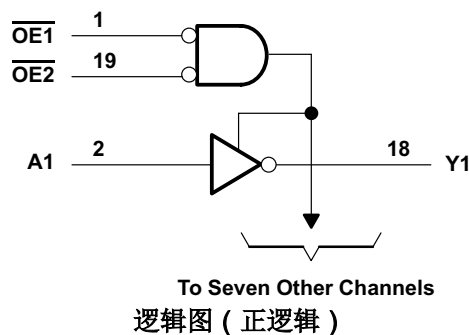 OE1 1
OE2 19
A1 2 18 Y1
To Seven Other Channels
逻辑图（正逻辑）